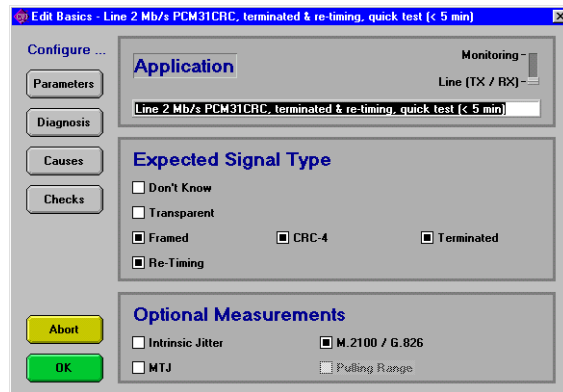 Edit Basics - Line 2 Mb/s PCM31CRC, terminated & re-timing, quick test (< 5 min)
Configure ...
Parameters
Diagnosis
Causes
Checks
Abort
OK
Application
Monitoring
Line (TX / RX)
Line 2 Mb/s PCM31CRC, terminated & re-timing, quick test (< 5 min)
Expected Signal Type
Don't Know
Transparent
Framed CRC-4 Terminated
Re-Timing
Optional Measurements
Intrinsic Jitter M.2100 / G.826
MTJ Pulling Range